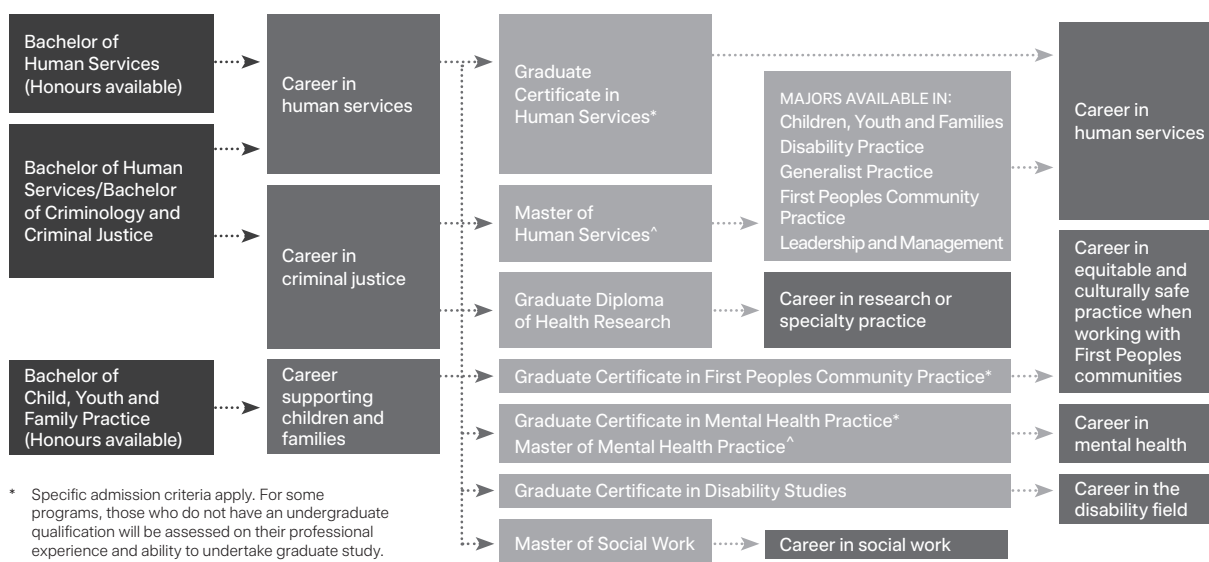 Bachelor of
Human Services
(Honours available)
Bachelor of Human
Services/Bachelor
of Criminology and
Criminal Justice
Bachelor of
Child, Youth and
Family Practice
(Honours available)
Career in
human services
Career in
criminal justice
Career
supporting
children and
families
Graduate
Certificate in
Human Services*
Master of
Human Services^
Graduate Diploma
of Health Research
Graduate Certificate in First Peoples Community Practice*
Graduate Certificate in Mental Health Practice*
Master of Mental Health Practice^
Graduate Certificate in Disability Studies
Master of Social Work
MAJORS AVAILABLE IN:
Children, Youth and Families
Disability Practice
Generalist Practice
First Peoples Community
Practice
Leadership and Management
Career in research or
specialty practice
Career in social work
Career in
human services
Career in
equitable and
culturally safe
practice when
working with
First Peoples
communities
Career in
mental health
Career in the
disability field
* Specific admission criteria apply. For some
programs, those who do not have an undergraduate
qualification will be assessed on their professional
experience and ability to undertake graduate study.